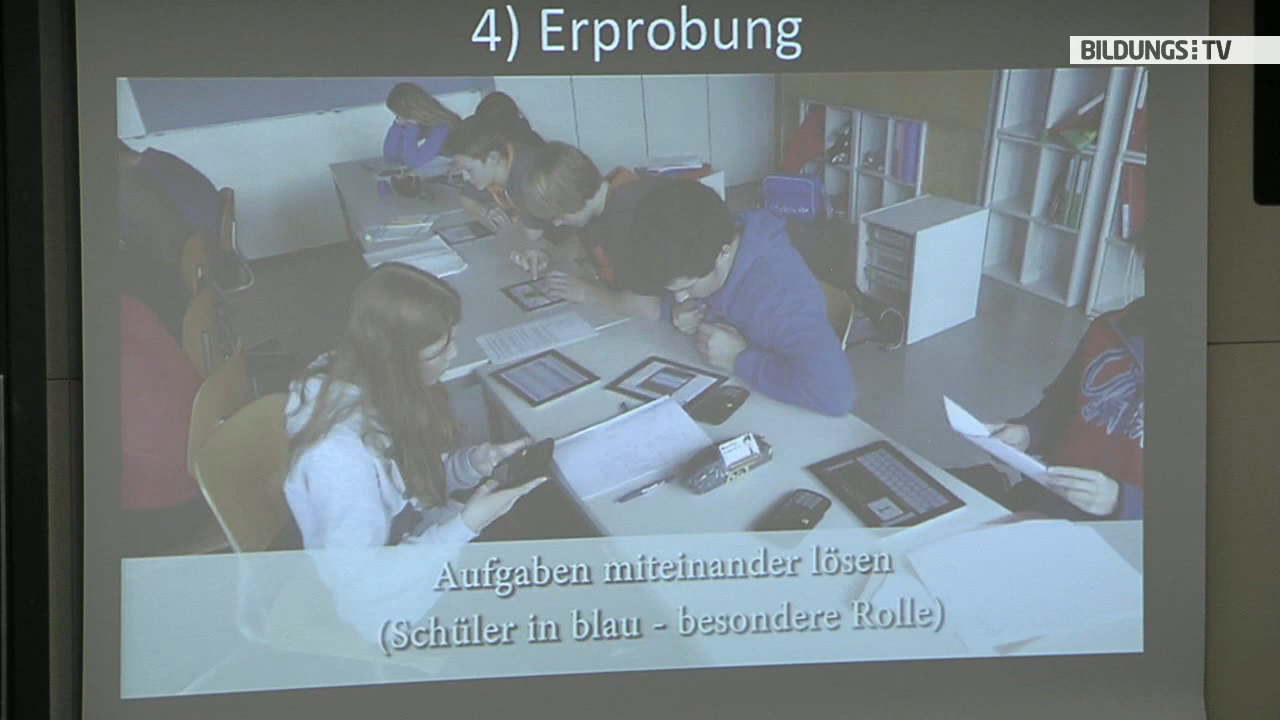 4) Erprobung
BILDUNGS:TV
Aufgaben miteinander lösen
(Schüler in blau - besondere Rolle)